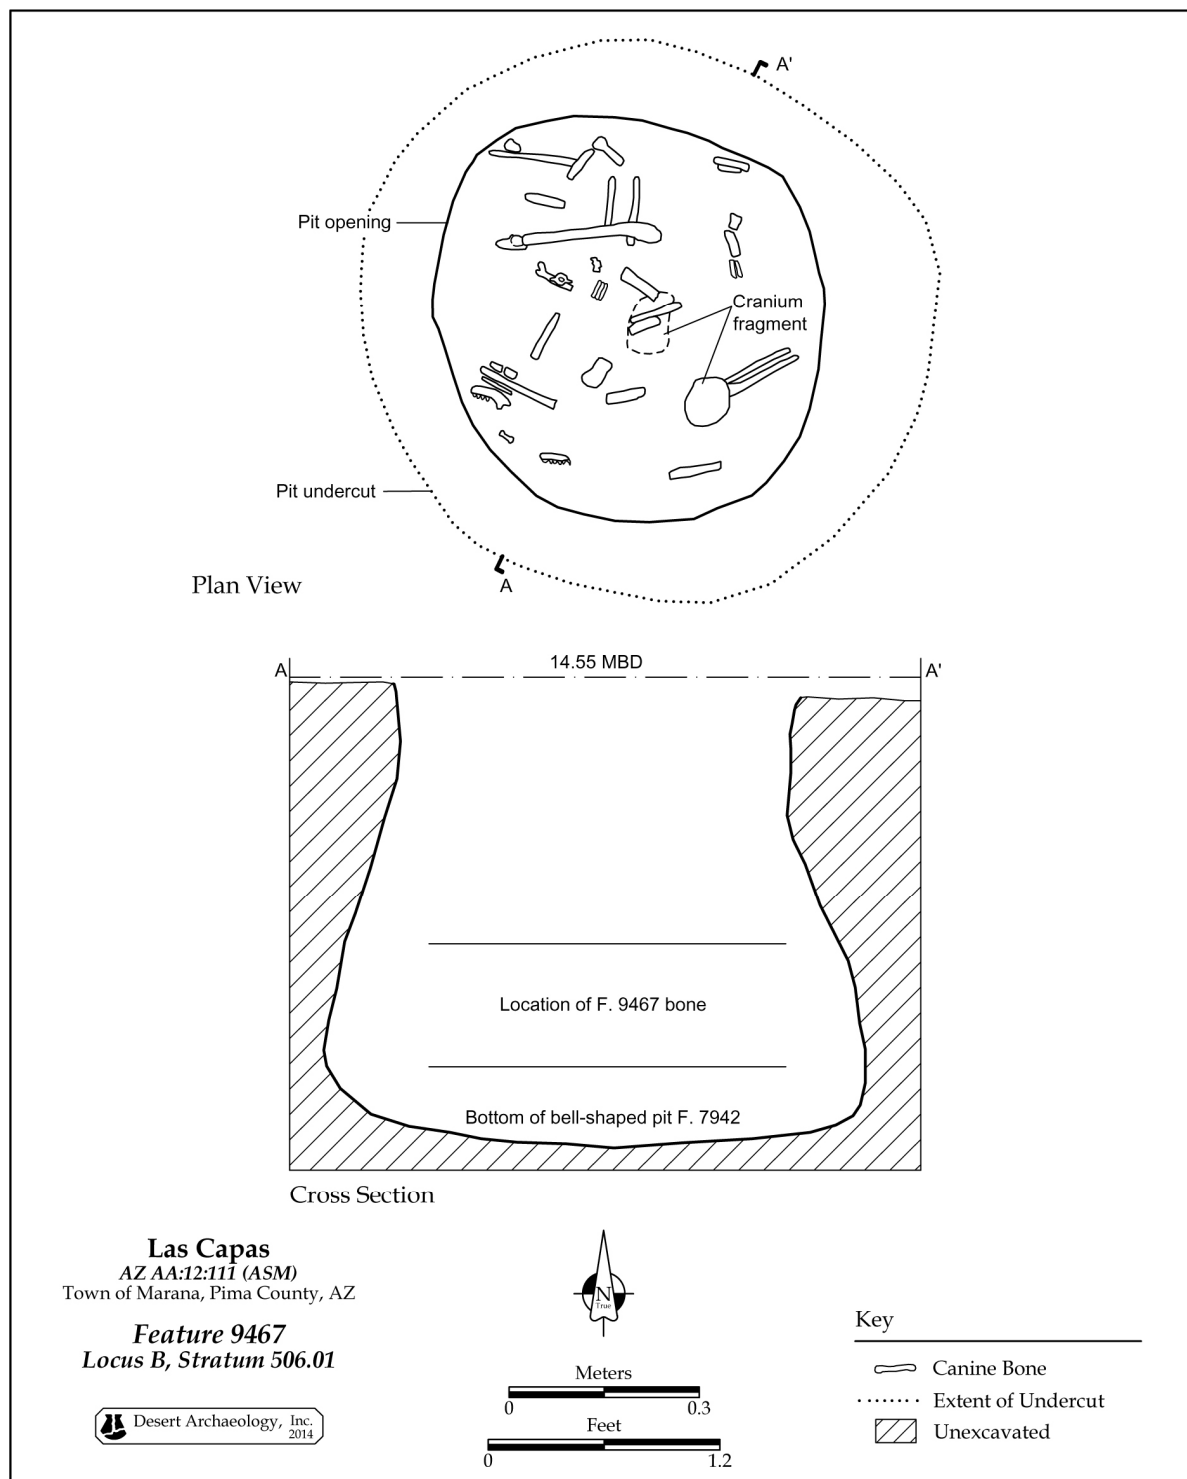 A'
Pit opening
Cranium
fragment
Pit undercut
A
Plan View
14.55 MBD
A
A'
Location of F. 9467 bone
Bottom of bell-shaped pit F. 7942
Cross Section
Las Capas
AZ AA:12:111 (ASM)
Town of Marana, Pima County, AZ
Feature 9467
Locus B, Stratum 506.01
Desert Archaeology, Inc.
2014
N
True
Meters
0 0.3
Feet
0 1.2
Key
Canine Bone
Extent of Undercut
Unexcavated